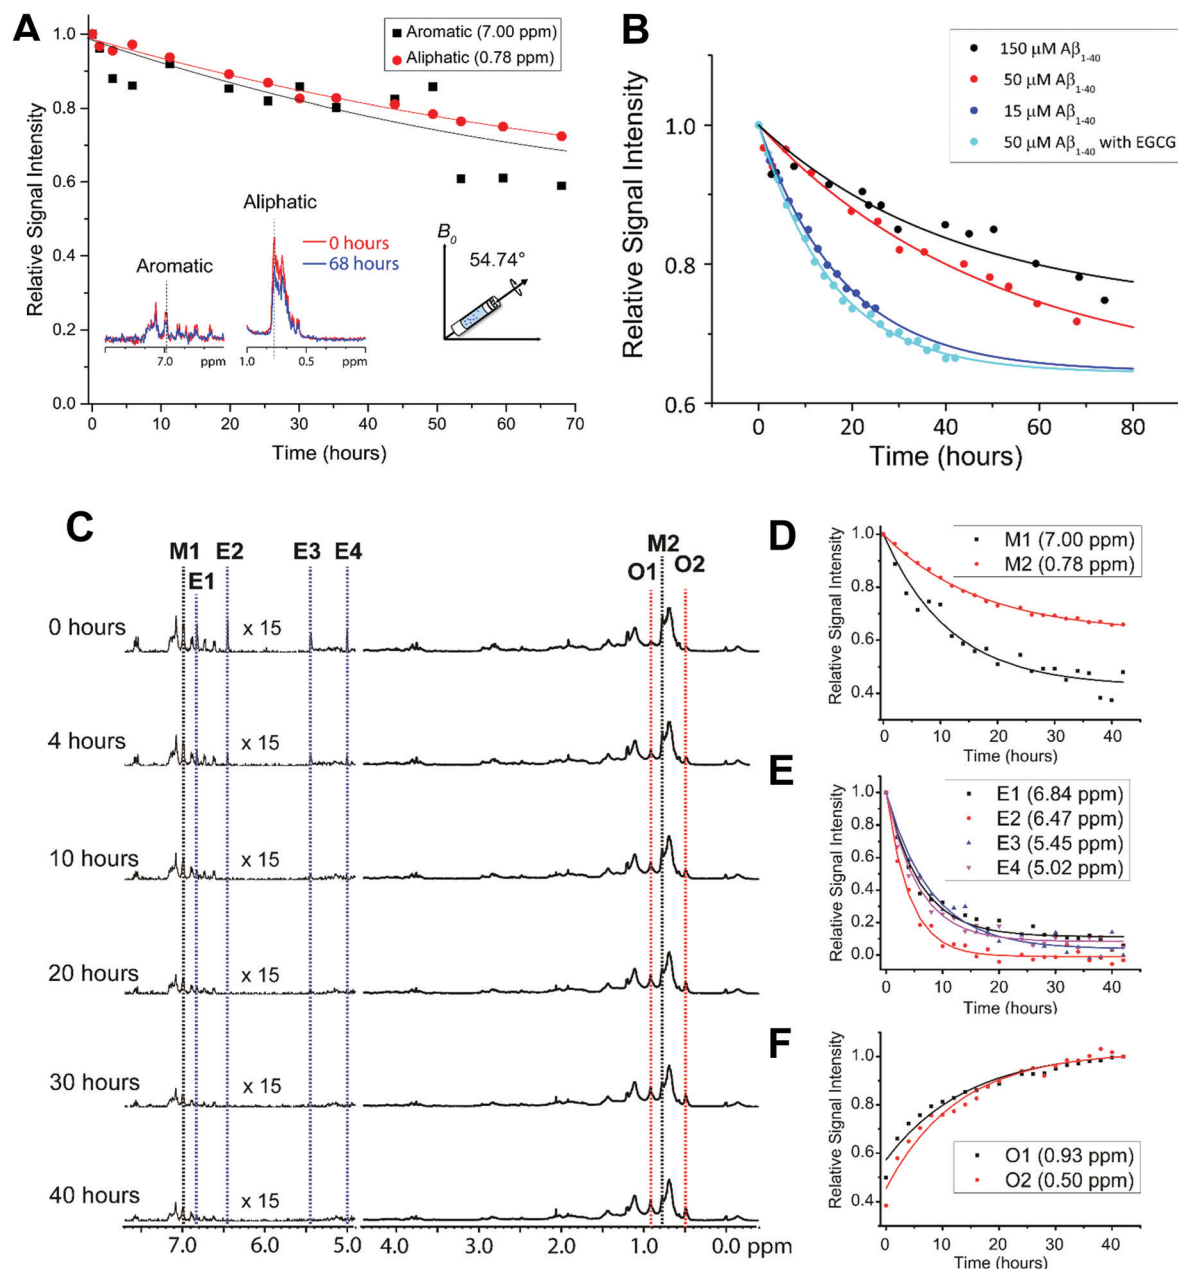 A
Aromatic (7.00 ppm)
Aliphatic (0.78 ppm)
Relative Signal Intensity
1.0
0.8
0.6
0.4
0.2
0.0
Aliphatic
0 hours
68 hours
Aromatic
7.0
ppm
1.0
0.5
ppm
B0
54.74°
0
10
20
30
40
50
60
70
Time (hours)
B
150 μM Aβ1-40
50 μM Aβ1-40
15 μM Aβ1-40
50 μM Aβ1-40 with EGCG
Relative Signal Intensity
1.0
0.8
0.6
0
20
40
60
80
Time (hours)
C
M1
E1
E2
E3
E4
O1
M2
O2
0 hours
x 15
4 hours
x 15
10 hours
x 15
20 hours
x 15
30 hours
x 15
40 hours
x 15
7.0
6.0
5.0
4.0
3.0
2.0
1.0
0.0 ppm
D
M1 (7.00 ppm)
M2 (0.78 ppm)
Relative Signal Intensity
1.0
0.8
0.6
0.4
0
10
20
30
40
Time (hours)
E
E1 (6.84 ppm)
E2 (6.47 ppm)
E3 (5.45 ppm)
E4 (5.02 ppm)
Relative Signal Intensity
1.0
0.8
0.6
0.4
0.2
0.0
0
10
20
30
40
Time (hours)
F
O1 (0.93 ppm)
O2 (0.50 ppm)
Relative Signal Intensity
1.0
0.8
0.6
0.4
0
10
20
30
40
Time (hours)